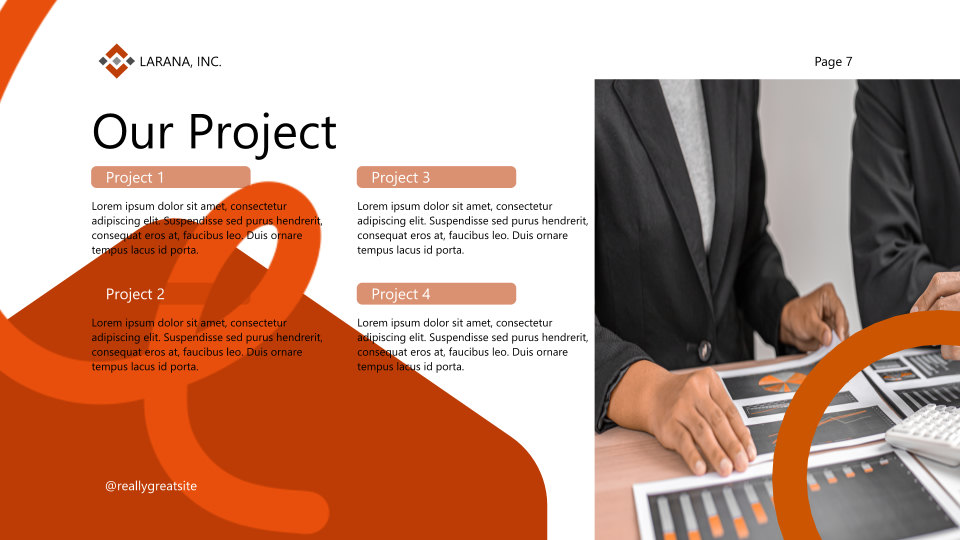 LARANA, INC.
Page 7
Our Project
Project 1
Lorem ipsum dolor sit amet, consectetur
adipiscing elit. Suspendisse sed purus hendrerit,
consequat eros at, faucibus leo. Duis ornare
tempus lacus id porta.
Project 2
Lorem ipsum dolor sit amet, consectetur
adipiscing elit. Suspendisse sed purus hendrerit,
consequat eros at, faucibus leo. Duis ornare
tempus lacus id porta.
Project 3
Lorem ipsum dolor sit amet, consectetur
adipiscing elit. Suspendisse sed purus hendrerit,
consequat eros at, faucibus leo. Duis ornare
tempus lacus id porta.
Project 4
Lorem ipsum dolor sit amet, consectetur
adipiscing elit. Suspendisse sed purus hendrerit,
consequat eros at, faucibus leo. Duis ornare
tempus lacus id porta.
@reallygreatsite